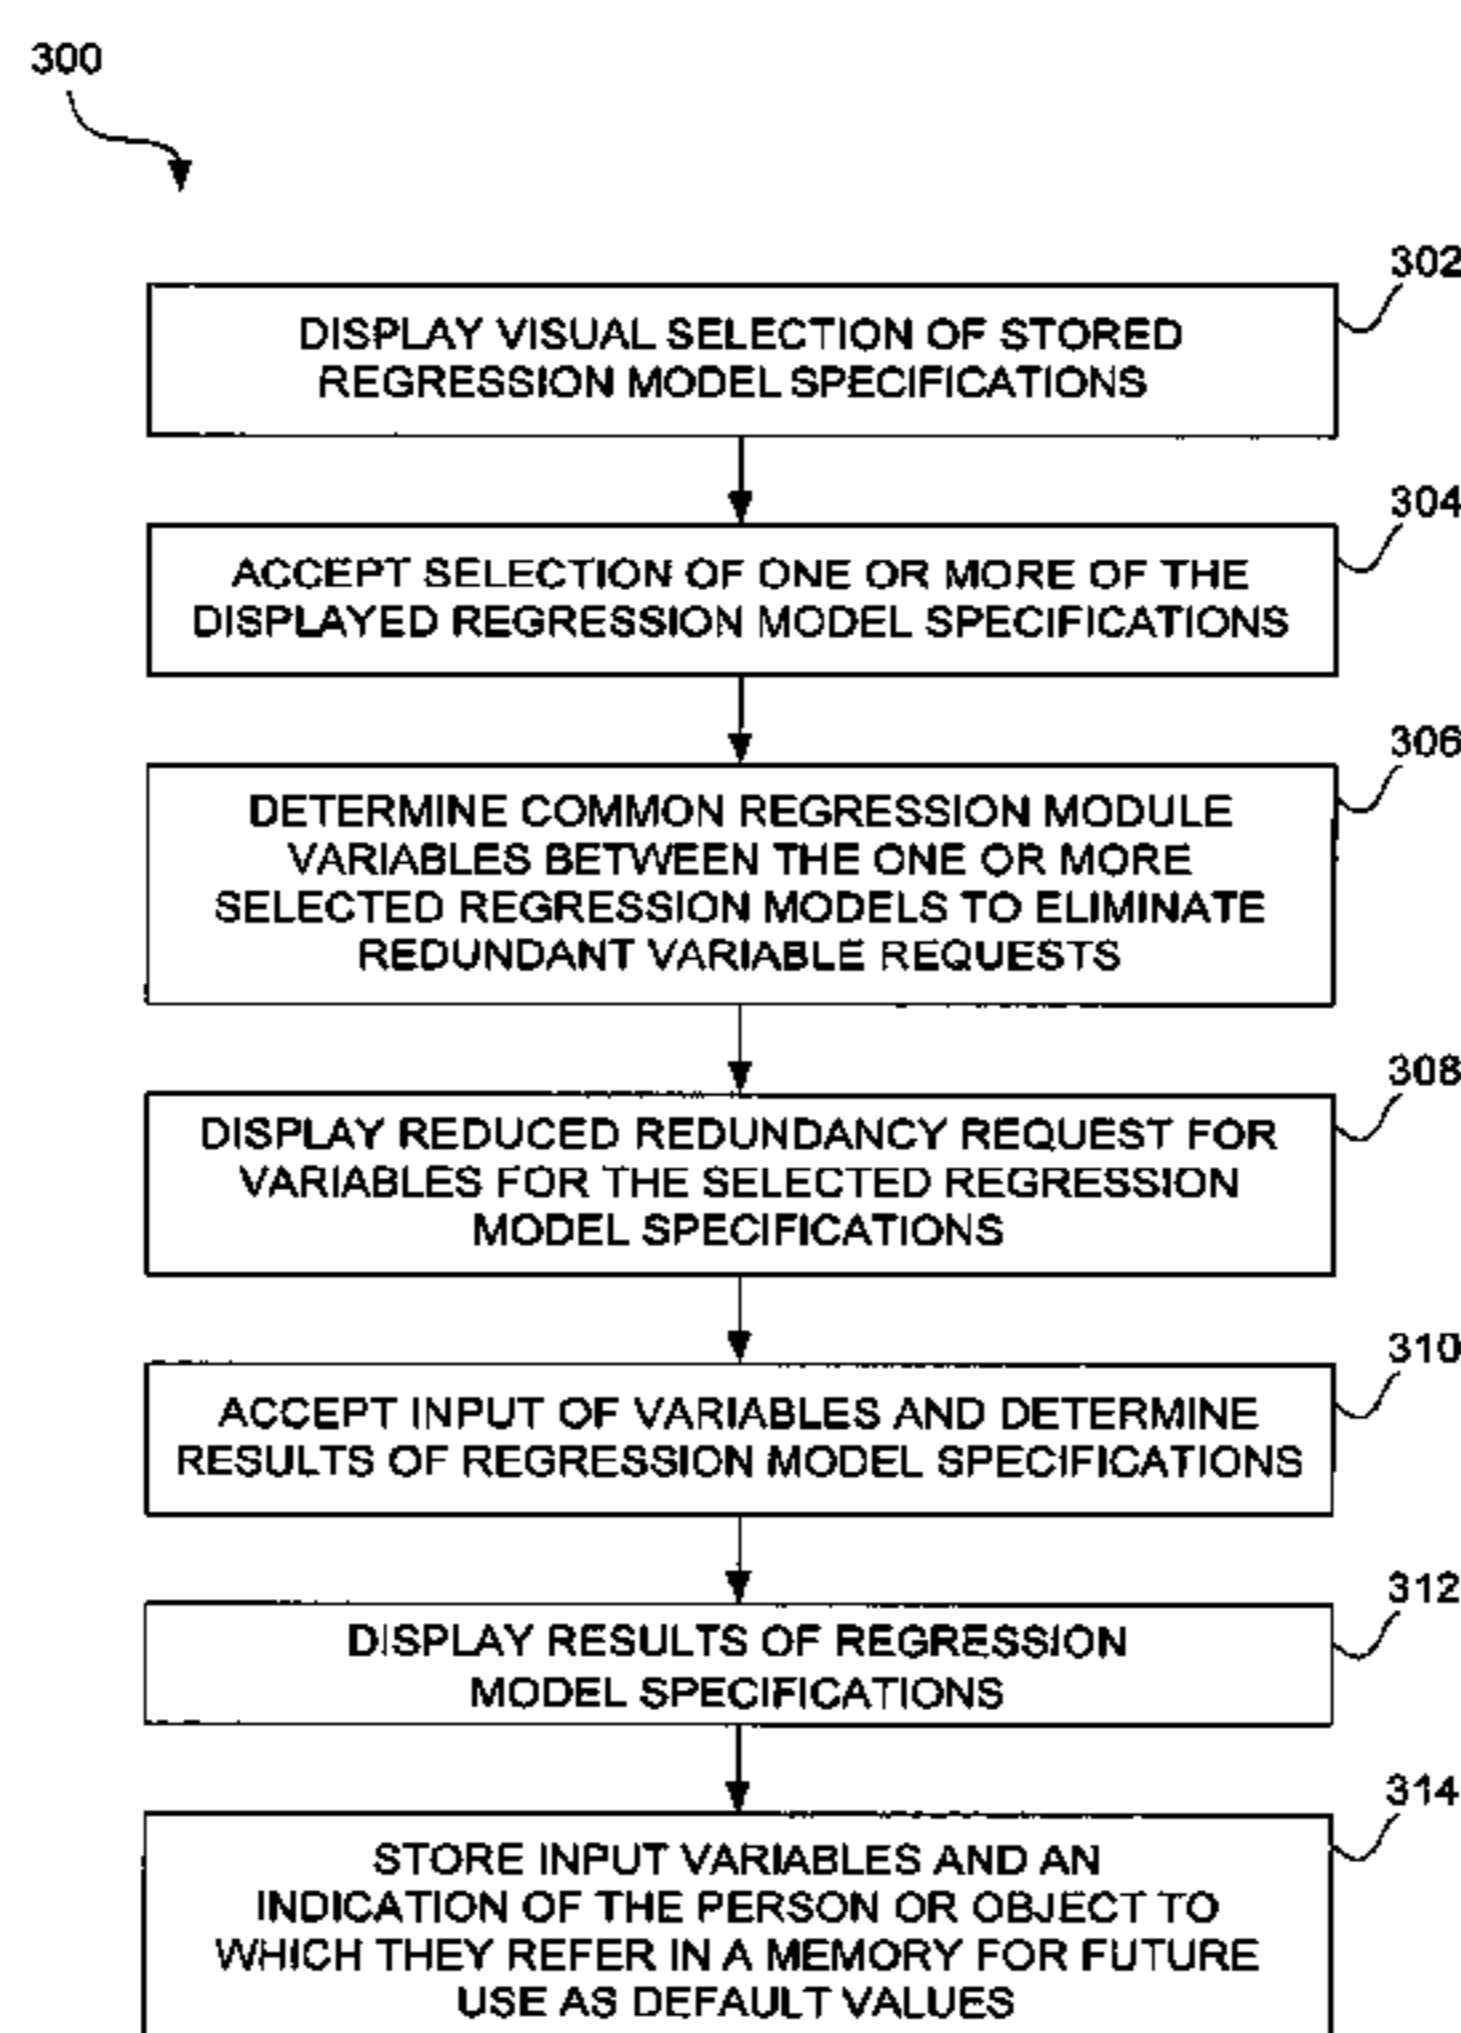 300
302
DISPLAY VISUAL SELECTION OF STORED
REGRESSION MODEL SPECIFICATIONS
304
ACCEPT SELECTION OF ONE OR MORE OF THE
DISPLAYED REGRESSION MODEL SPECIFICATIONS
306
DETERMINE COMMON REGRESSION MODULE
VARIABLES BETWEEN THE ONE OR MORE
SELECTED REGRESSION MODELS TO ELIMINATE
REDUNDANT VARIABLE REQUESTS
308
DISPLAY REDUCED REDUNDANCY REQUEST FOR
VARIABLES FOR THE SELECTED REGRESSION
MODEL SPECIFICATIONS
310
ACCEPT INPUT OF VARIABLES AND DETERMINE
RESULTS OF REGRESSION MODEL SPECIFICATIONS
312
DISPLAY RESULTS OF REGRESSION
MODEL SPECIFICATIONS
314
STORE INPUT VARIABLES AND AN
INDICATION OF THE PERSON OR OBJECT TO
WHICH THEY REFER IN A MEMORY FOR FUTURE
USE AS DEFAULT VALUES